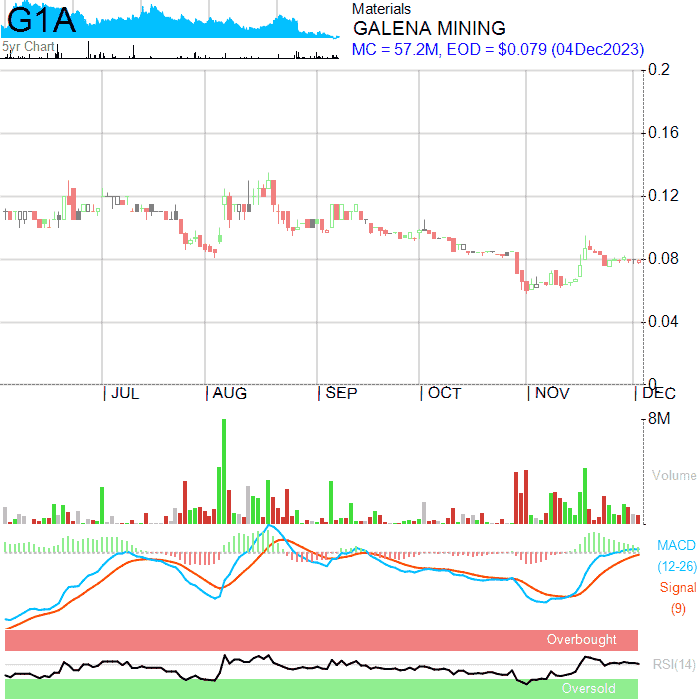 G1A
5yr Chart
Materials
GALENA MINING
MC = 57.2M, EOD = $0.079 (04Dec2023)
0.2
0.16
0.12
0.08
0.04
0
JUL AUG SEP OCT NOV DEC
8M
Volume
MACD
(12-26)
Signal
(9)
Overbought
RSI(14)
Oversold